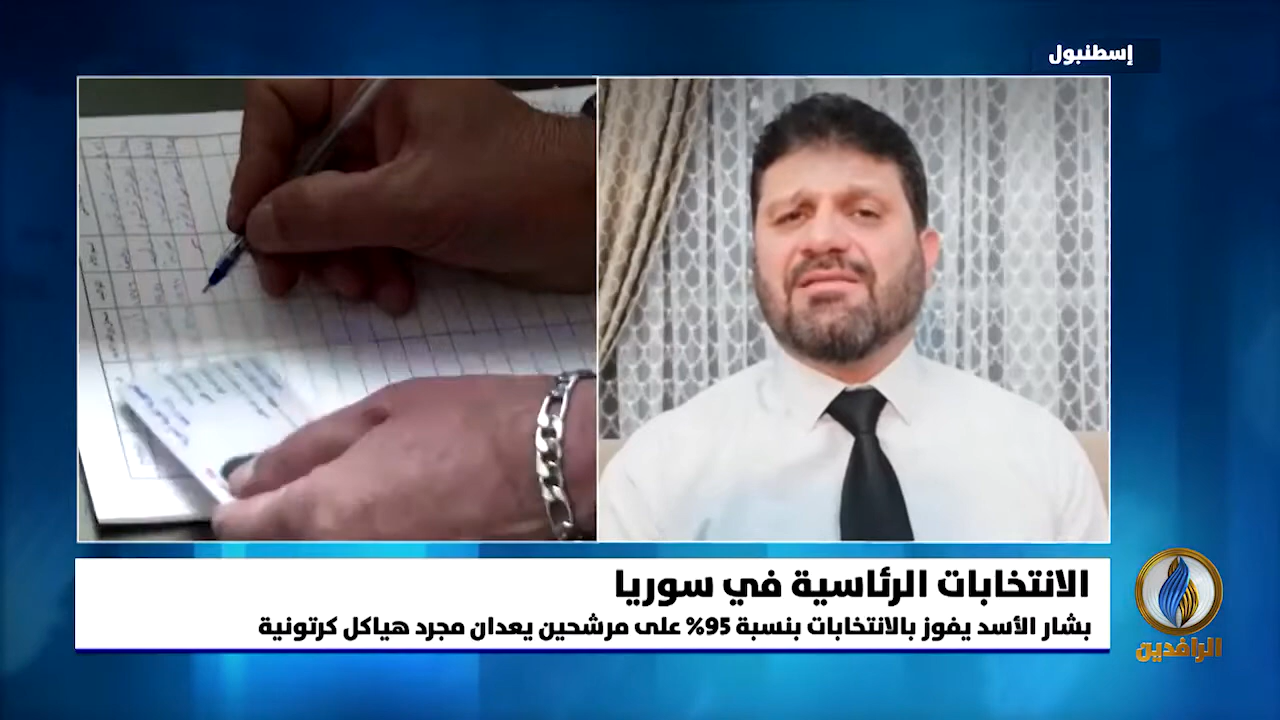 إسطنبول
الانتخابات الرئاسية في سوريا
بشار الأسد يفوز بالانتخابات بنسبة 95% على مرشحين يعدان مجرد هياكل كرتونية
الرافدين